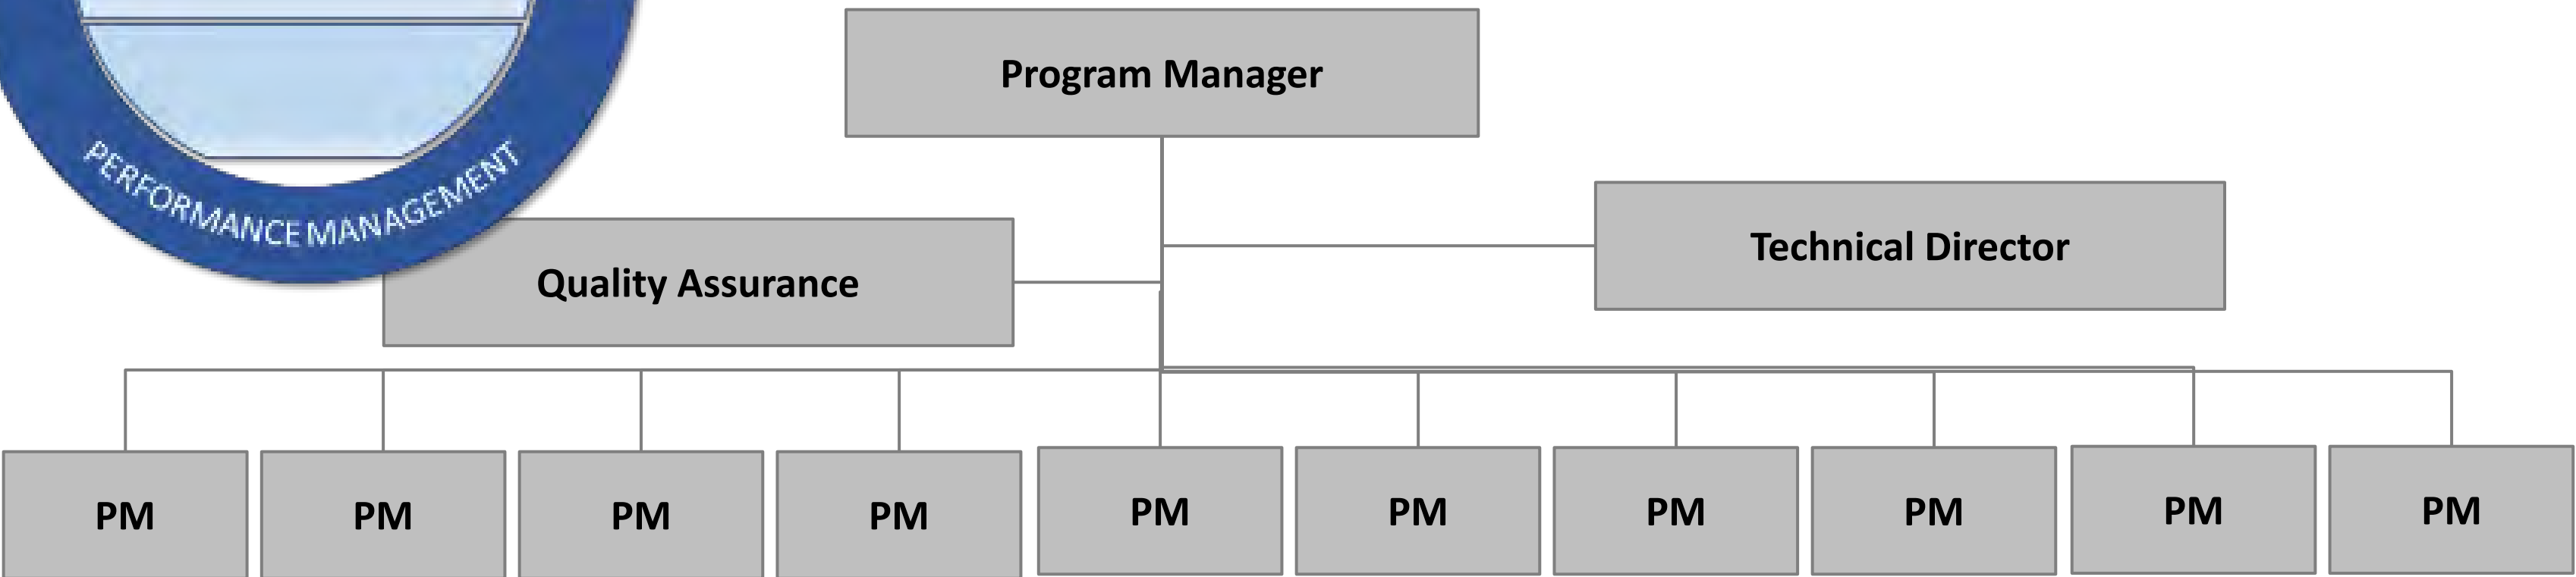 Program Manager
PERFORMANCE MANAGEMENT
Technical Director
Quality Assurance
PM PM PM PM PM PM PM PM PM PM